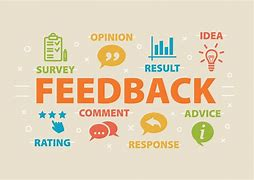 OPINION
IDEA
SURVEY
RESULT
FEEDBACK
COMMENT
ADVICE
RATING
RESPONSE